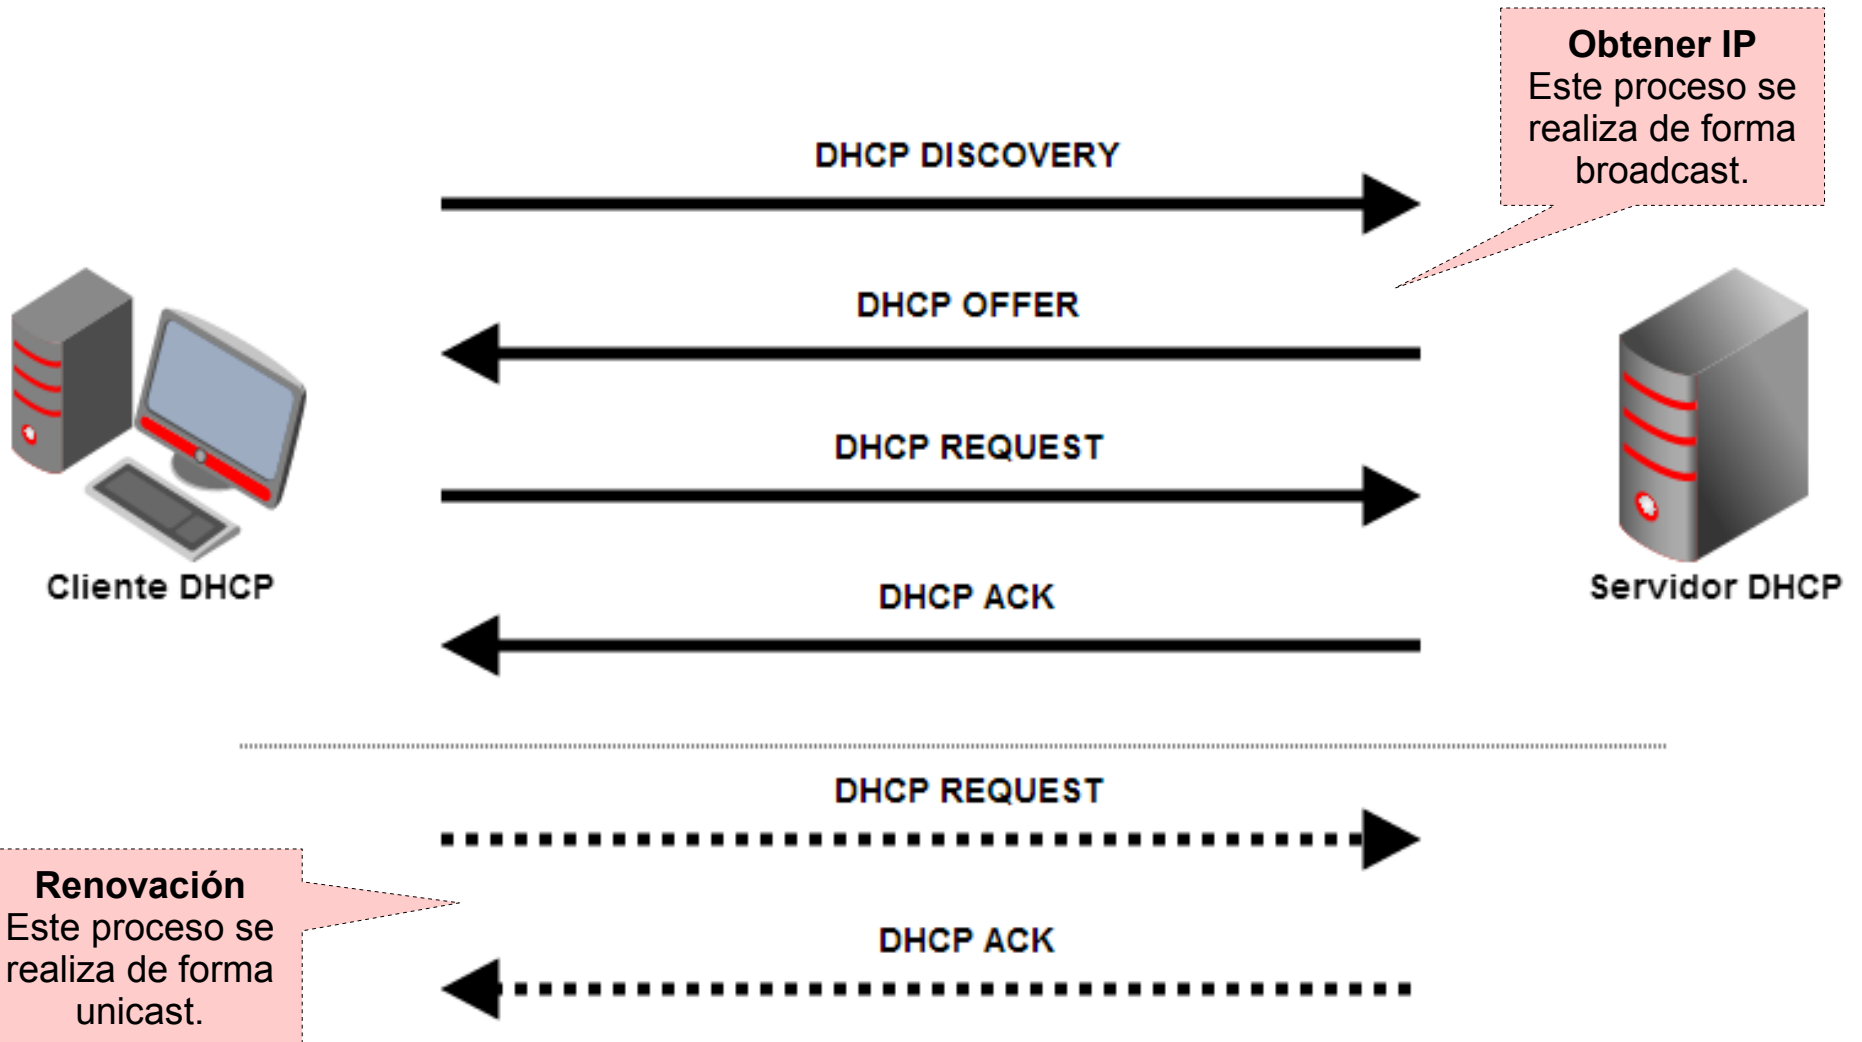 Obtener IP
Este proceso se
realiza de forma
broadcast.
DHCP DISCOVERY
DHCP OFFER
DHCP REQUEST
DHCP ACK
Cliente DHCP
Servidor DHCP
DHCP REQUEST
Renovación
Este proceso se
realiza de forma
unicast.
DHCP ACK